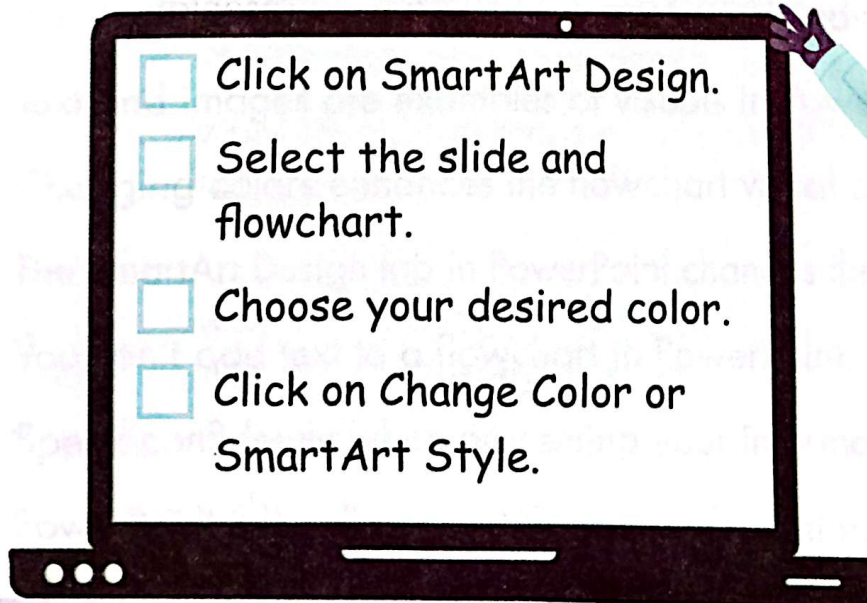 Click on SmartArt Design.
Select the slide and
flowchart.
Choose your desired color.
Click on Change Color or
SmartArt Style.